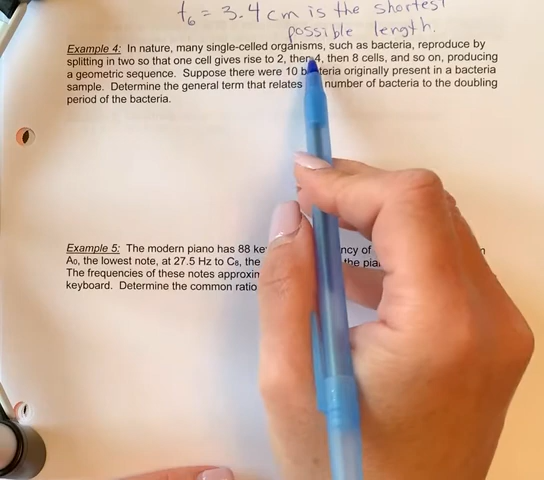 t₆ = 3.4 cm is the shortest
possible length.
Example 4: In nature, many single-celled organisms, such as bacteria, reproduce by
splitting in two so that one cell gives rise to 2, then 4, then 8 cells, and so on, producing
a geometric sequence. Suppose there were 10 bacteria originally present in a bacteria
sample. Determine the general term that relates number of bacteria to the doubling
period of the bacteria.
Example 5: The modern piano has 88 of
A₀, the lowest note, at 27.5 Hz to C₈, the the
The frequencies of these notes
keyboard. Determine the common ratio